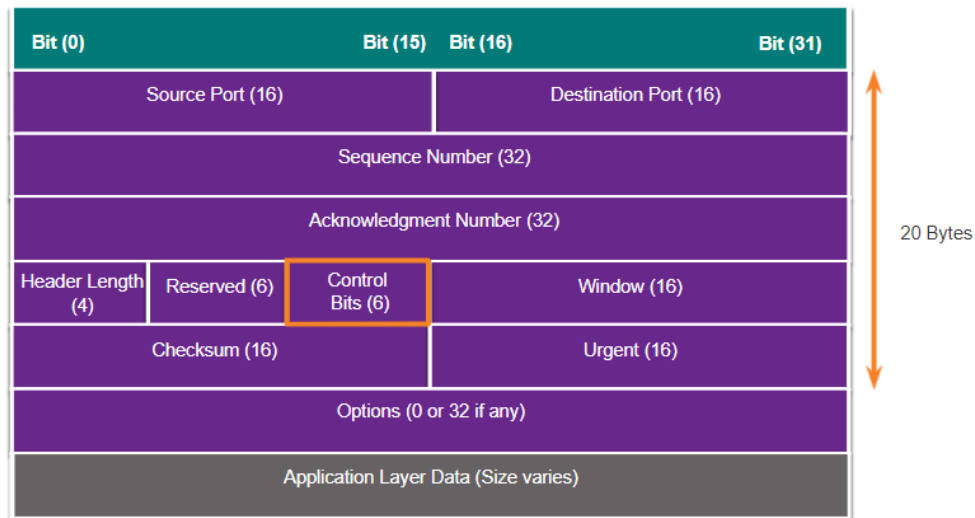 Bit (0) Bit (15) Bit (16) Bit (31)
Source Port (16) Destination Port (16)
Sequence Number (32)
Acknowledgment Number (32)
20 Bytes
Header Length
(4)
Reserved (6)
Control
Bits (6)
Window (16)
Checksum (16) Urgent (16)
Options (0 or 32 if any)
Application Layer Data (Size varies)